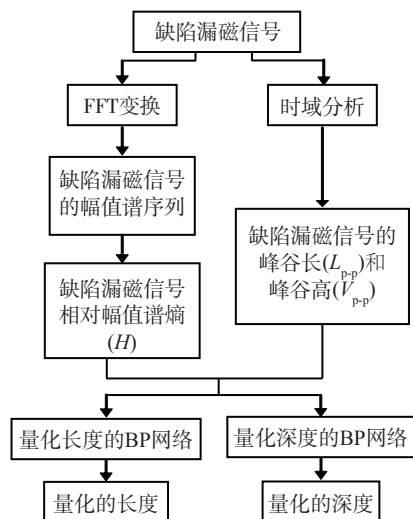 缺陷漏磁信号
FFT变换
时域分析
缺陷漏磁信号
的幅值谱序列
缺陷漏磁信号的
峰谷长(Lp-p)和
峰谷高(Vp-p)
缺陷漏磁信号
相对幅值谱熵
(H)
量化长度的BP网络
量化深度的BP网络
量化的长度
量化的深度